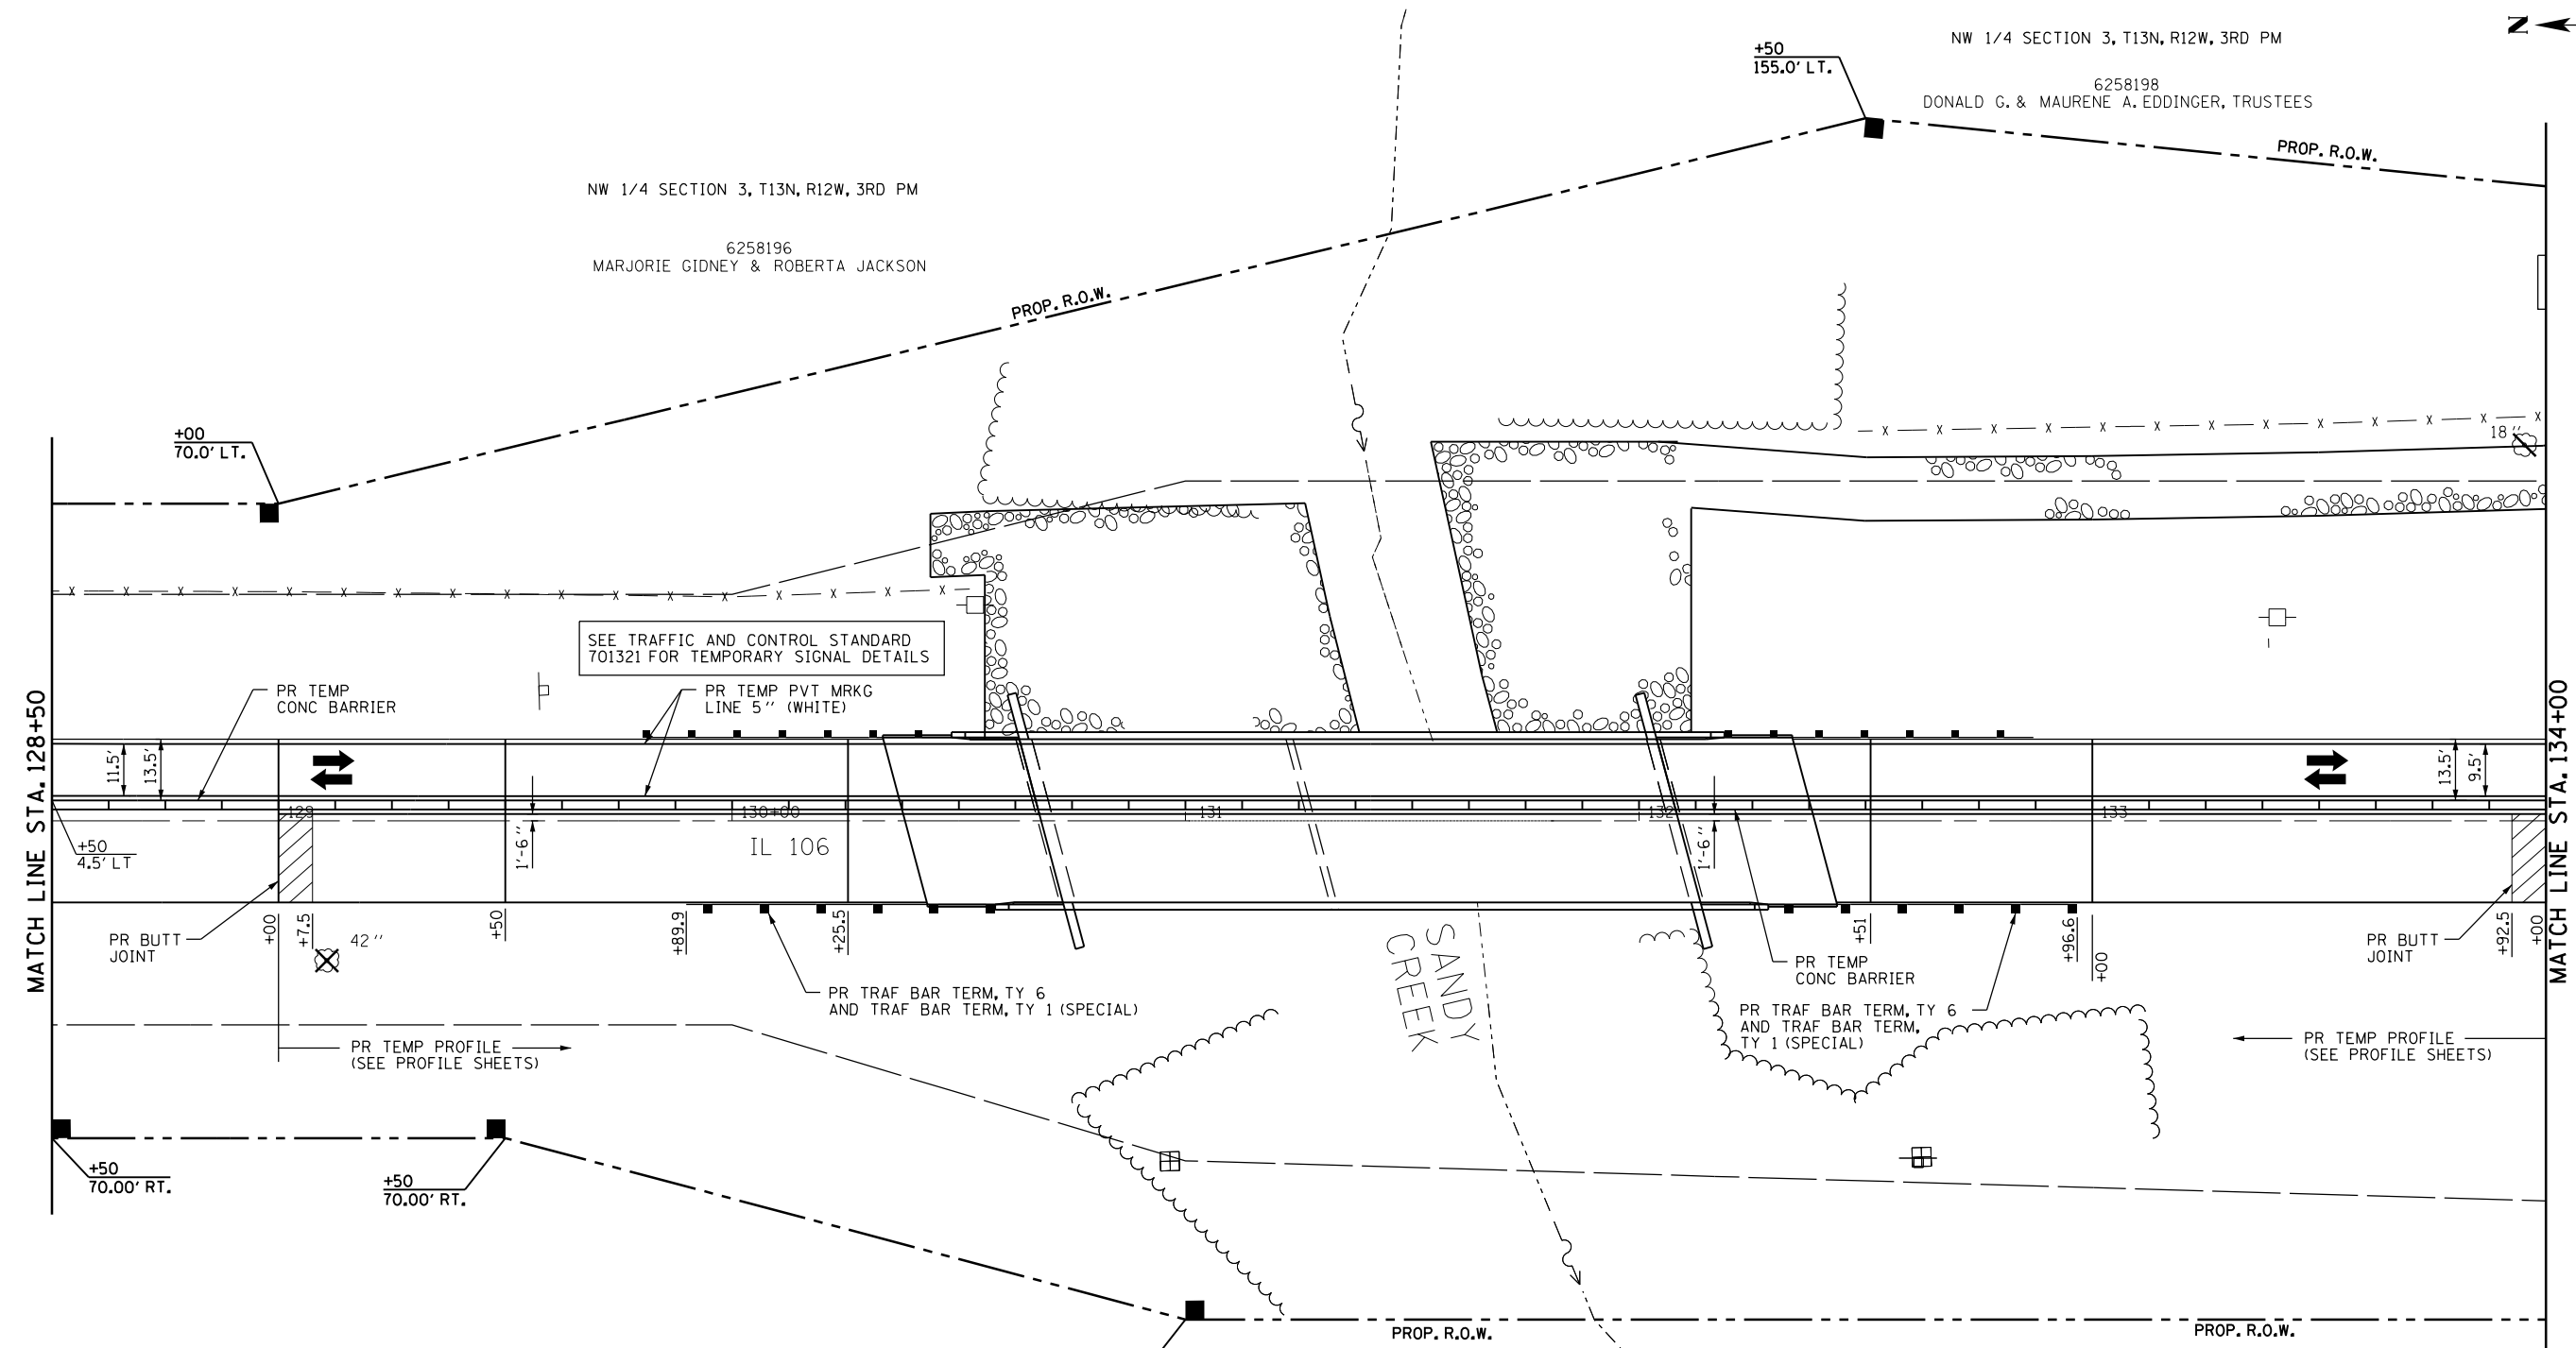 N
NW 1/4 SECTION 3, T13N, R12W, 3RD PM
6258198
DONALD G. & MAURENE A. EDDINGER, TRUSTEES
+50
155.0' LT.
PROP. R.O.W.
NW 1/4 SECTION 3, T13N, R12W, 3RD PM
6258196
MARJORIE GIDNEY & ROBERTA JACKSON
PROP. R.O.W.
+00
70.0' LT.
18"
SEE TRAFFIC AND CONTROL STANDARD
701321 FOR TEMPORARY SIGNAL DETAILS
PR TEMP
CONC BARRIER
PR TEMP PVT MRKG
LINE 5" (WHITE)
MATCH LINE STA. 128+50
MATCH LINE STA. 134+00
11.5'
13.5'
13.5'
9.5'
129
130+00
131
132
133
+50
4.5' LT
1'-6"
IL 106
1'-6"
PR BUTT
JOINT
+00
+7.5
42"
+50
+89.9
+25.5
PR TRAF BAR TERM, TY 6
AND TRAF BAR TERM, TY 1 (SPECIAL)
SANDY
CREEK
PR TEMP
CONC BARRIER
+51
+96.6
+00
PR TRAF BAR TERM, TY 6
AND TRAF BAR TERM,
TY 1 (SPECIAL)
PR BUTT
JOINT
+92.5
+00
PR TEMP PROFILE
(SEE PROFILE SHEETS)
PR TEMP PROFILE
(SEE PROFILE SHEETS)
+50
70.00' RT.
+50
70.00' RT.
PROP. R.O.W.
PROP. R.O.W.